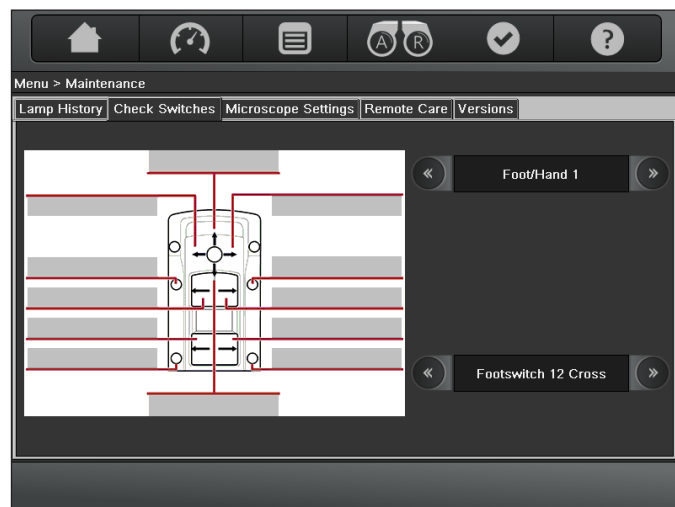 A R ?
Menu > Maintenance
Lamp History Check Switches Microscope Settings Remote Care Versions
« Foot/Hand 1 »
« Footswitch 12 Cross »